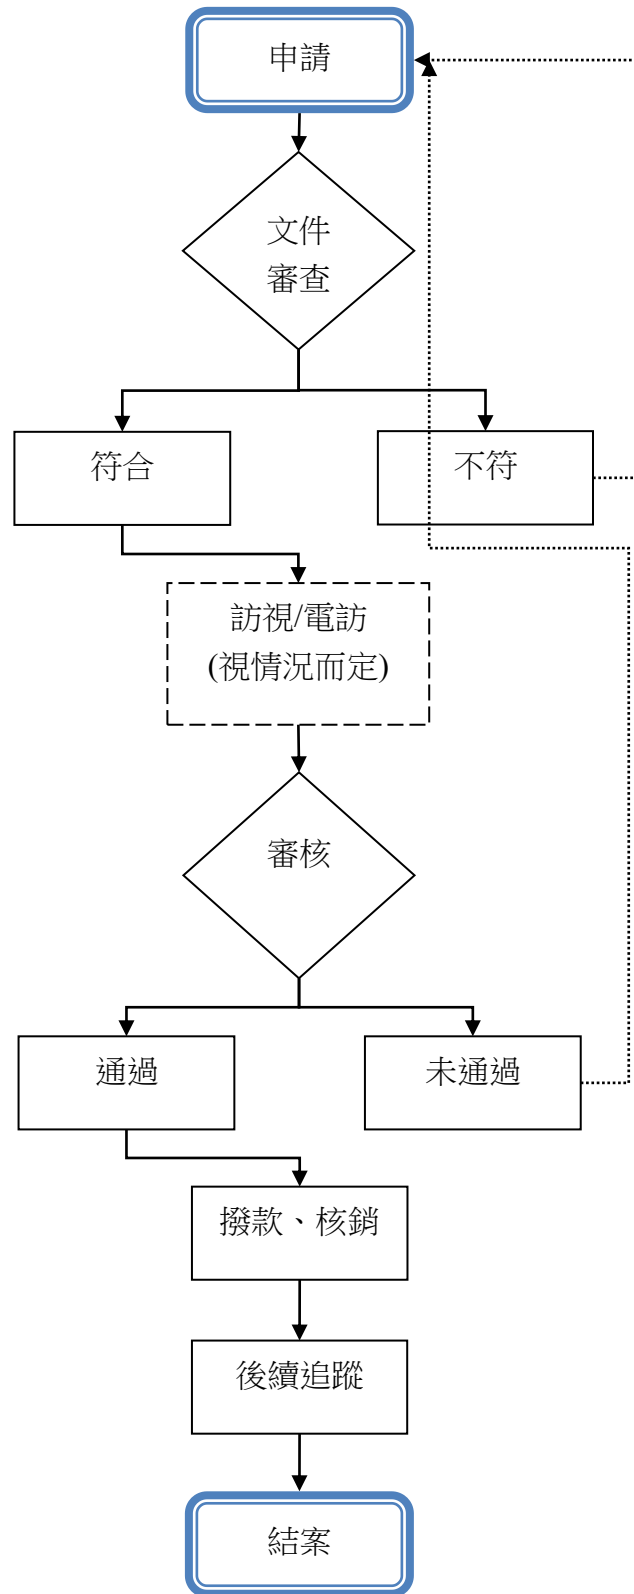 申請
文件
審查
符合
不符
訪視/電訪
(視情況而定)
審核
通過
未通過
撥款、核銷
後續追蹤
結案